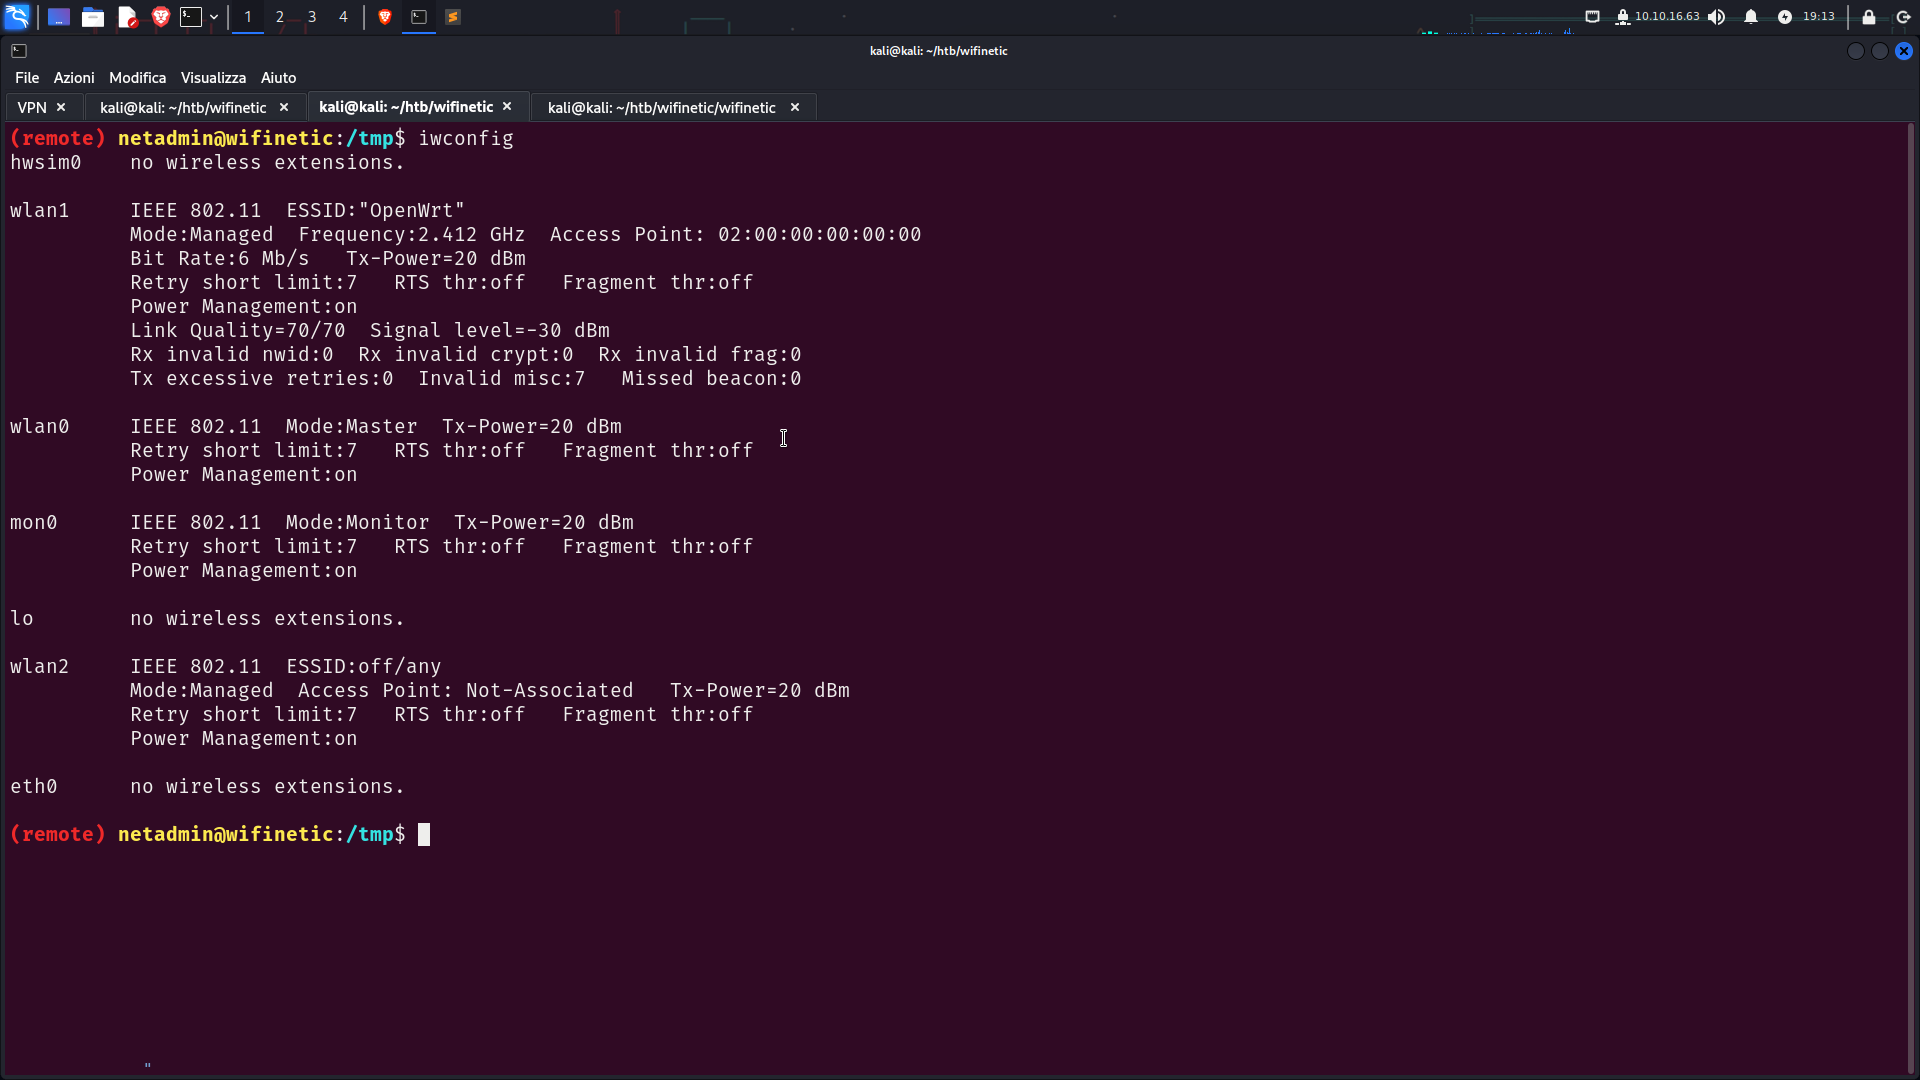 1 2 3 4 10.10.16.63 19:13
kali@kali: ~/htb/wifinetic
File Azioni Modifica Visualizza Aiuto
VPN × kali@kali: ~/htb/wifinetic × kali@kali: ~/htb/wifinetic × kali@kali: ~/htb/wifinetic/wifinetic ×
(remote) netadmin@wifinetic:/tmp$ iwconfig
hwsim0    no wireless extensions.
wlan1     IEEE 802.11  ESSID:"OpenWrt"
Mode:Managed  Frequency:2.412 GHz  Access Point: 02:00:00:00:00:00
Bit Rate:6 Mb/s   Tx-Power=20 dBm
Retry short limit:7   RTS thr:off   Fragment thr:off
Power Management:on
Link Quality=70/70  Signal level=-30 dBm
Rx invalid nwid:0  Rx invalid crypt:0  Rx invalid frag:0
Tx excessive retries:0  Invalid misc:7   Missed beacon:0
wlan0     IEEE 802.11  Mode:Master  Tx-Power=20 dBm
Retry short limit:7   RTS thr:off   Fragment thr:off
Power Management:on
mon0      IEEE 802.11  Mode:Monitor  Tx-Power=20 dBm
Retry short limit:7   RTS thr:off   Fragment thr:off
Power Management:on
lo        no wireless extensions.
wlan2     IEEE 802.11  ESSID:off/any
Mode:Managed  Access Point: Not-Associated   Tx-Power=20 dBm
Retry short limit:7   RTS thr:off   Fragment thr:off
Power Management:on
eth0      no wireless extensions.
(remote) netadmin@wifinetic:/tmp$
"